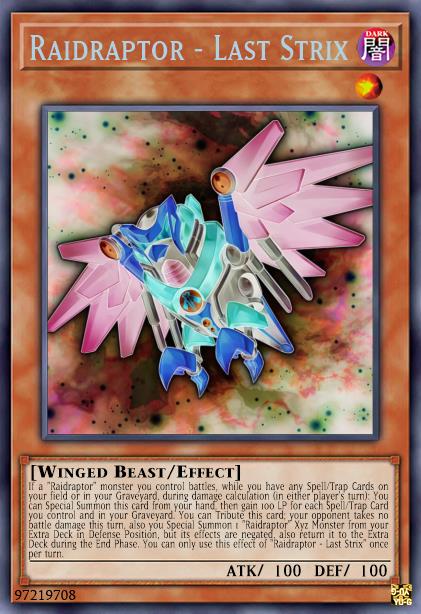 Raidraptor - Last Strix
DARK
闇
[Winged Beast/Effect]
If a "Raidraptor" monster you control battles, while you have any Spell/Trap Cards on
your field or in your Graveyard, during damage calculation (in either player's turn): You
can Special Summon this card from your hand, then gain 100 LP for each Spell/Trap Card
you control and in your Graveyard. You can Tribute this card; your opponent takes no
battle damage this turn, also you Special Summon 1 "Raidraptor" Xyz Monster from your
Extra Deck in Defense Position, but its effects are negated, also return it to the Extra
Deck during the End Phase. You can only use this effect of "Raidraptor - Last Strix" once
per turn.
ATK/ 100 DEF/ 100
97219708